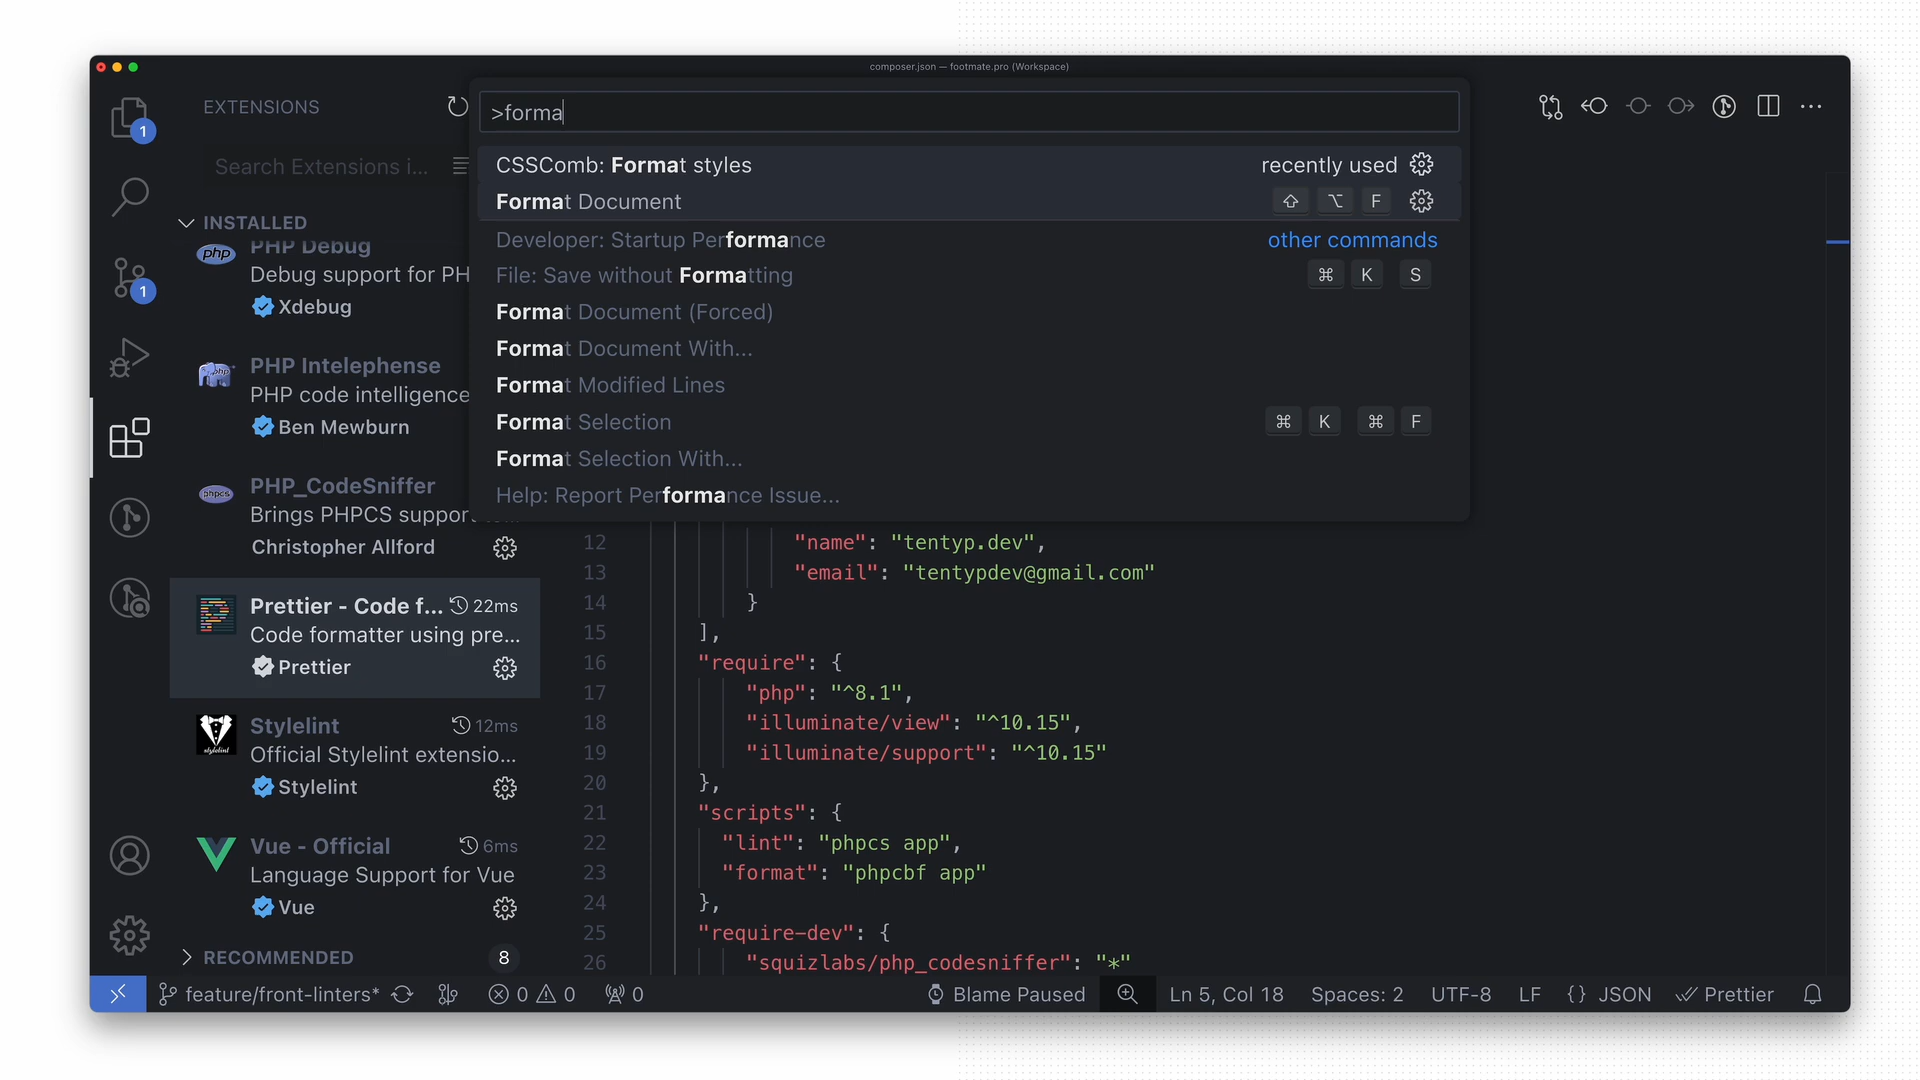 composer.json — footmate.pro (Workspace)
EXTENSIONS
>forma
1
Search Extensions i...
CSSComb: Format styles recently used
Format Document ⇧ ⌥ F
INSTALLED
Developer: Startup Performance other commands
File: Save without Formatting ⌘ K S
Format Document (Forced)
Format Document With...
Format Modified Lines
Format Selection ⌘ K ⌘ F
Format Selection With...
Help: Report Performance Issue...
PHP Debug
Debug support for PH
Xdebug
1
PHP Intelephense
PHP code intelligence
Ben Mewburn
PHP_CodeSniffer
Brings PHPCS support
Christopher Allford
Prettier - Code f... 22ms
Code formatter using pre...
Prettier
Stylelint 12ms
Official Stylelint extensio...
Stylelint
Vue - Official 6ms
Language Support for Vue
Vue
RECOMMENDED 8
php
php
phpcs
stylelint
12 "name": "tentyp.dev",
13 "email": "tentypdev@gmail.com"
14 }
15 ],
16 "require": {
17 "php": "^8.1",
18 "illuminate/view": "^10.15",
19 "illuminate/support": "^10.15"
20 },
21 "scripts": {
22 "lint": "phpcs app",
23 "format": "phpcbf app"
24 },
25 "require-dev": {
26 "squizlabs/php_codesniffer": "*"
feature/front-linters* 0 0 0 Blame Paused Ln 5, Col 18 Spaces: 2 UTF-8 LF {} JSON Prettier